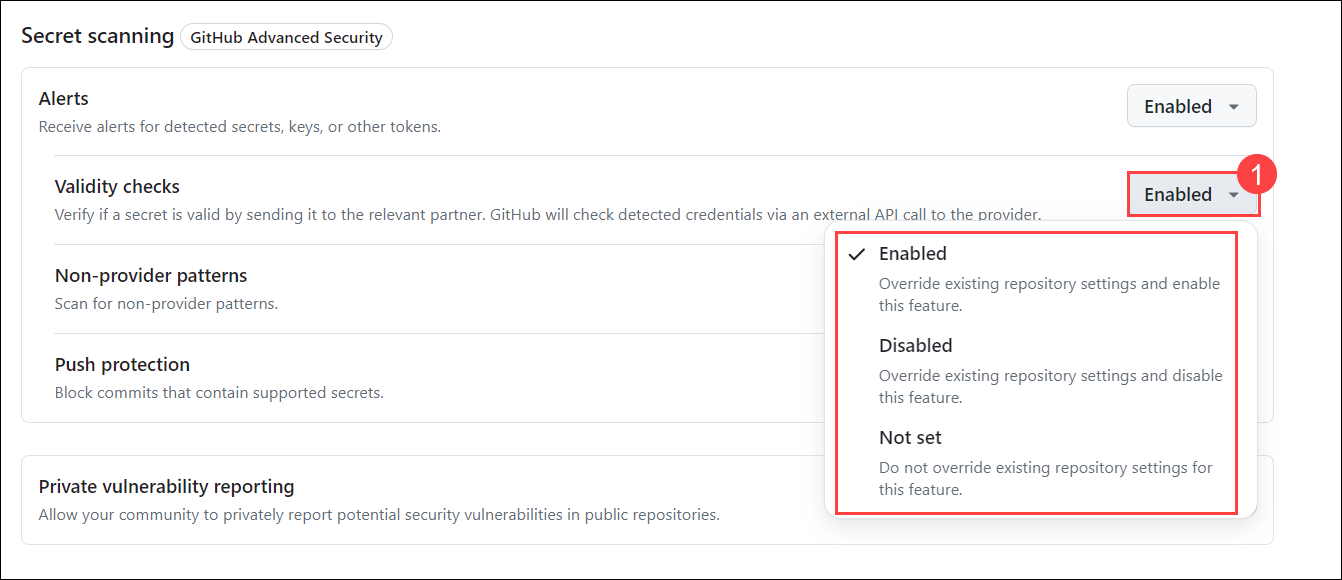 Secret scanning GitHub Advanced Security
Alerts
Enabled
Receive alerts for detected secrets, keys, or other tokens.
1
Validity checks
Enabled
Verify if a secret is valid by sending it to the relevant partner. GitHub will check detected credentials via an external API call to the provider.
Enabled
Override existing repository settings and enable
this feature.
Disabled
Override existing repository settings and disable
this feature.
Not set
Do not override existing repository settings for
this feature.
Non-provider patterns
Scan for non-provider patterns.
Push protection
Block commits that contain supported secrets.
Private vulnerability reporting
Allow your community to privately report potential security vulnerabilities in public repositories.